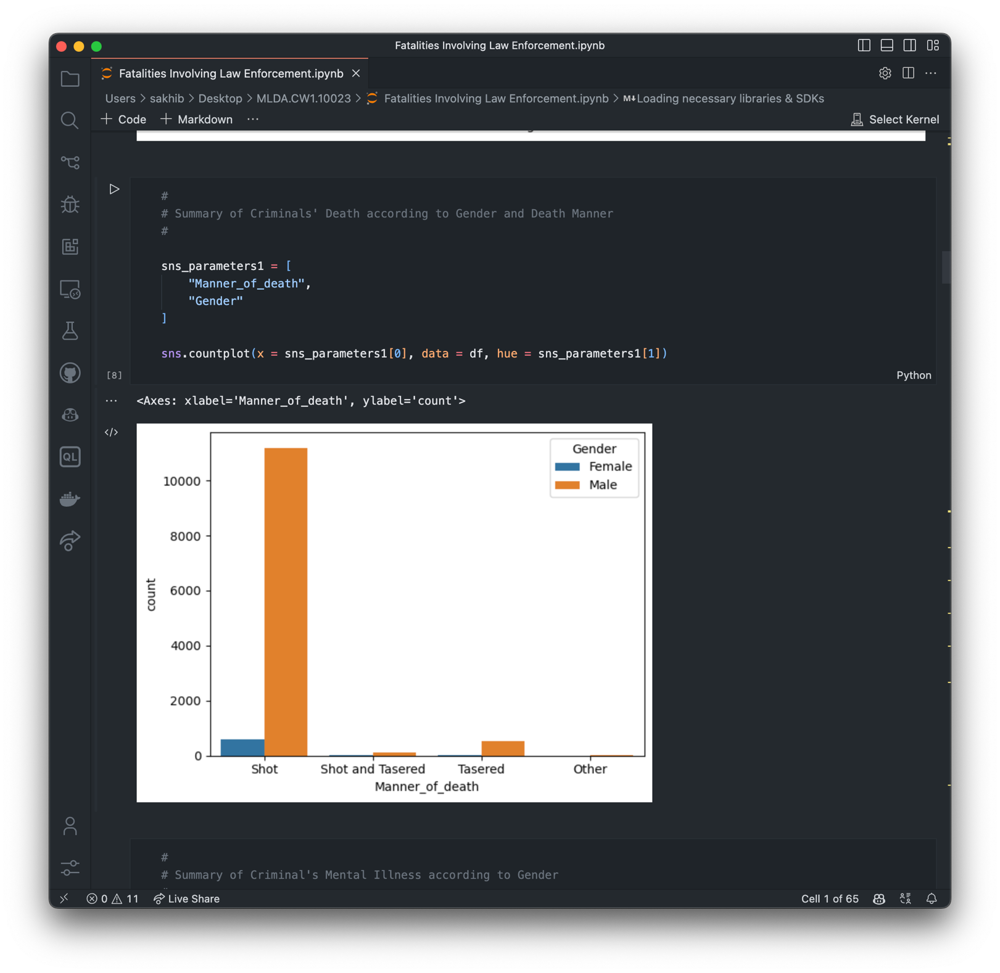 Fatalities Involving Law Enforcement.ipynb
Fatalities Involving Law Enforcement.ipynb
Users > sakhib > Desktop > MLDA.CW1.10023 > Fatalities Involving Law Enforcement.ipynb > M↓Loading necessary libraries & SDKs
+ Code + Markdown ···
Select Kernel
#
# Summary of Criminals' Death according to Gender and Death Manner
#
sns_parameters1 = [
"Manner_of_death",
"Gender"
]
sns.countplot(x = sns_parameters1[0], data = df, hue = sns_parameters1[1])
[8]
Python
<Axes: xlabel='Manner_of_death', ylabel='count'>
Gender
Female
Male
10000
8000
6000
4000
2000
0
count
Shot
Shot and Tasered
Tasered
Other
Manner_of_death
#
# Summary of Criminal's Mental Illness according to Gender
QL
0 11 Live Share
Cell 1 of 65